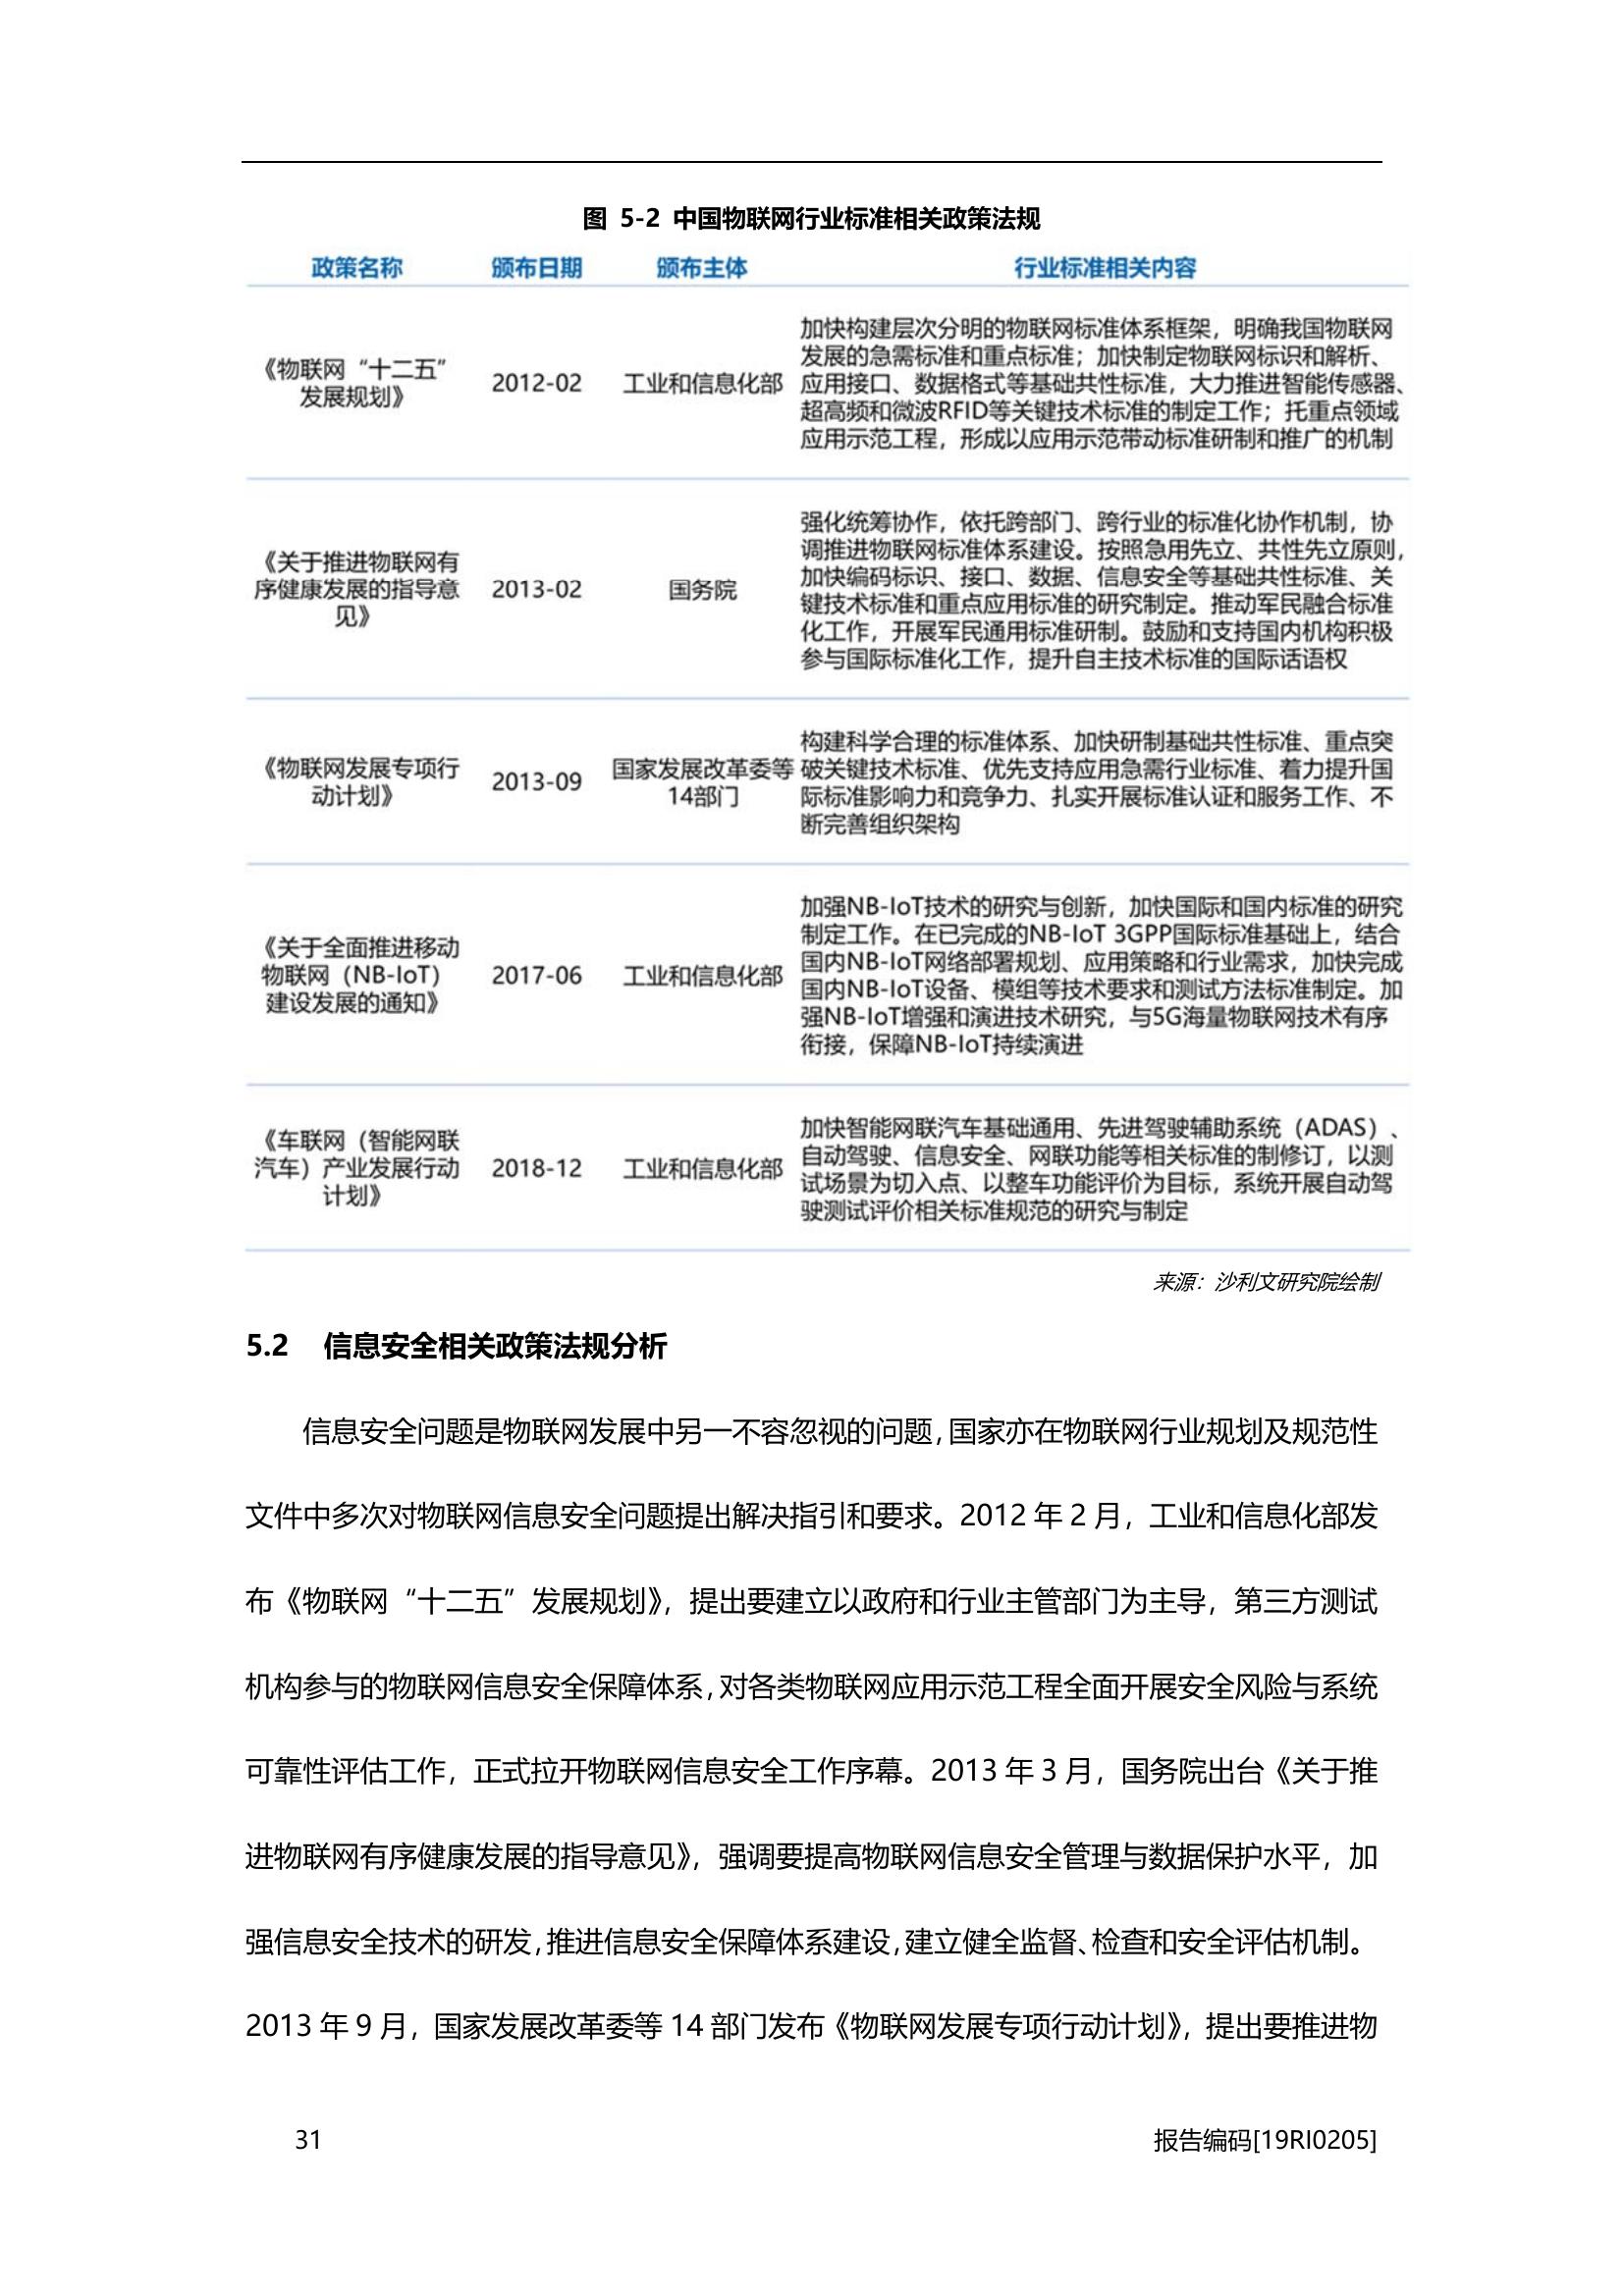 图 5-2 中国物联网行业标准相关政策法规
政策名称 颁布日期 颁布主体 行业标准相关内容
《物联网“十二五”
发展规划》
2012-02
工业和信息化部
加快构建层次分明的物联网标准体系框架，明确我国物联网
发展的急需标准和重点标准；加快制定物联网标识和解析、
应用接口、数据格式等基础共性标准，大力推进智能传感器、
超高频和微波RFID等关键技术标准的制定工作；托重点领域
应用示范工程，形成以应用示范带动标准研制和推广的机制
《关于推进物联网有
序健康发展的指导意
见》
2013-02
国务院
强化统筹协作，依托跨部门、跨行业的标准化协作机制，协
调推进物联网标准体系建设。按照急用先立、共性先立原则，
加快编码标识、接口、数据、信息安全等基础共性标准、关
键技术标准和重点应用标准的研究制定。推动军民融合标准
化工作，开展军民通用标准研制。鼓励和支持国内机构积极
参与国际标准化工作，提升自主技术标准的国际话语权
《物联网发展专项行
动计划》
2013-09
国家发展改革委等
14部门
构建科学合理的标准体系、加快研制基础共性标准、重点突
破关键技术标准、优先支持应用急需行业标准、着力提升国
际标准影响力和竞争力、扎实开展标准认证和服务工作、不
断完善组织架构
《关于全面推进移动
物联网（NB-IoT）
建设发展的通知》
2017-06
工业和信息化部
加强NB-IoT技术的研究与创新，加快国际和国内标准的研究
制定工作。在已完成的NB-IoT 3GPP国际标准基础上，结合
国内NB-IoT网络部署规划、应用策略和行业需求，加快完成
国内NB-IoT设备、模组等技术要求和测试方法标准制定。加
强NB-IoT增强和演进技术研究，与5G海量物联网技术有序
衔接，保障NB-IoT持续演进
《车联网（智能网联
汽车）产业发展行动
计划》
2018-12
工业和信息化部
加快智能网联汽车基础通用、先进驾驶辅助系统（ADAS）、
自动驾驶、信息安全、网联功能等相关标准的制修订，以测
试场景为切入点、以整车功能评价为目标，系统开展自动驾
驶测试评价相关标准规范的研究与制定
来源：沙利文研究院绘制
5.2 信息安全相关政策法规分析
信息安全问题是物联网发展中另一不容忽视的问题，国家亦在物联网行业规划及规范性
文件中多次对物联网信息安全问题提出解决指引和要求。2012 年 2 月，工业和信息化部发
布《物联网“十二五”发展规划》，提出要建立以政府和行业主管部门为主导，第三方测试
机构参与的物联网信息安全保障体系，对各类物联网应用示范工程全面开展安全风险与系统
可靠性评估工作，正式拉开物联网信息安全工作序幕。2013 年 3 月，国务院出台《关于推
进物联网有序健康发展的指导意见》，强调要提高物联网信息安全管理与数据保护水平，加
强信息安全技术的研发，推进信息安全保障体系建设，建立健全监督、检查和安全评估机制。
2013 年 9 月，国家发展改革委等 14 部门发布《物联网发展专项行动计划》，提出要推进物
31 报告编码[19RI0205]